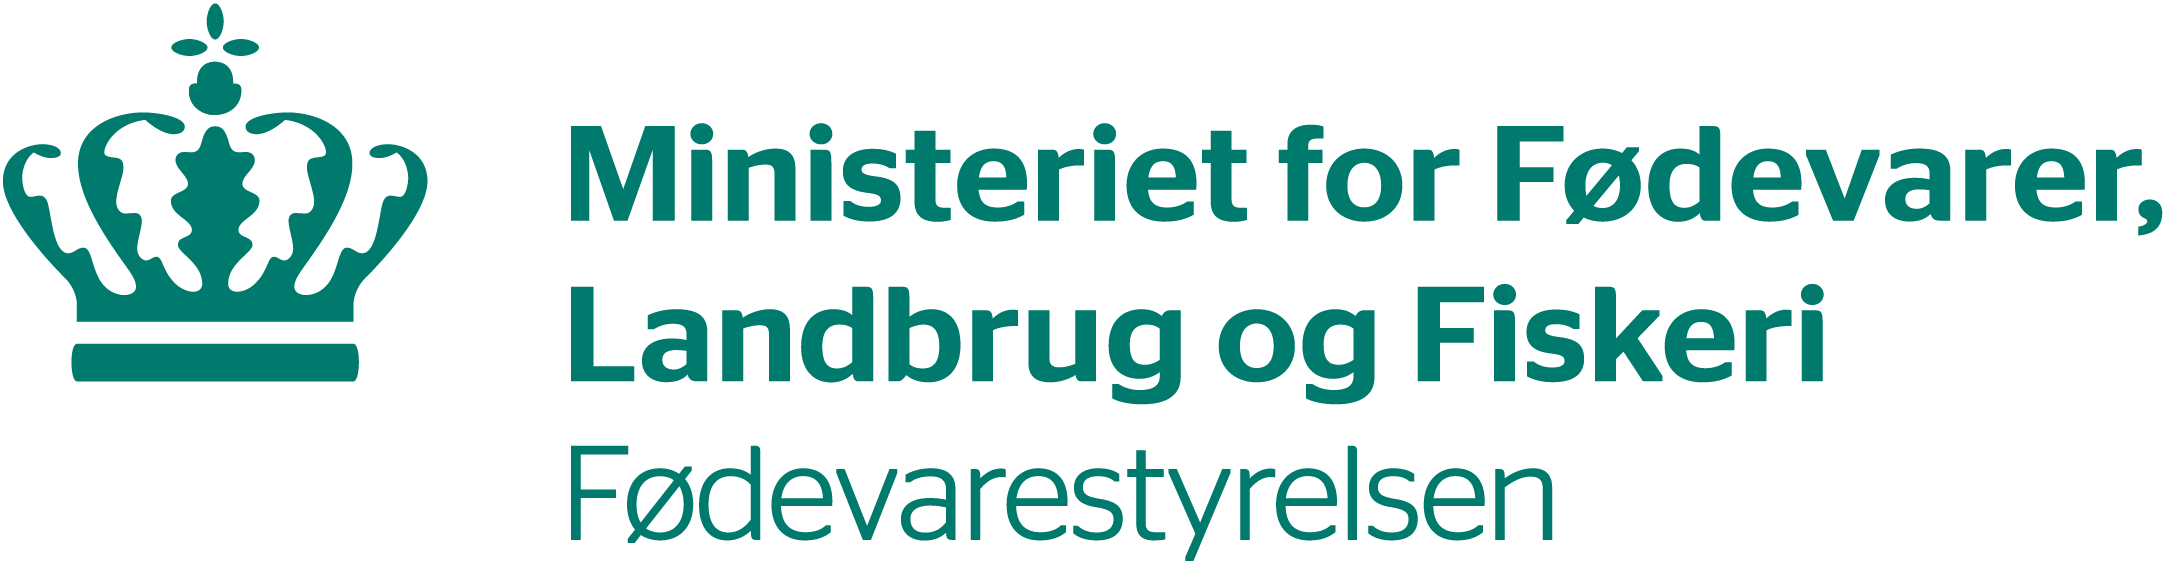 Ministeriet for Fødevarer,
Landbrug og Fiskeri
Fødevarestyrelsen